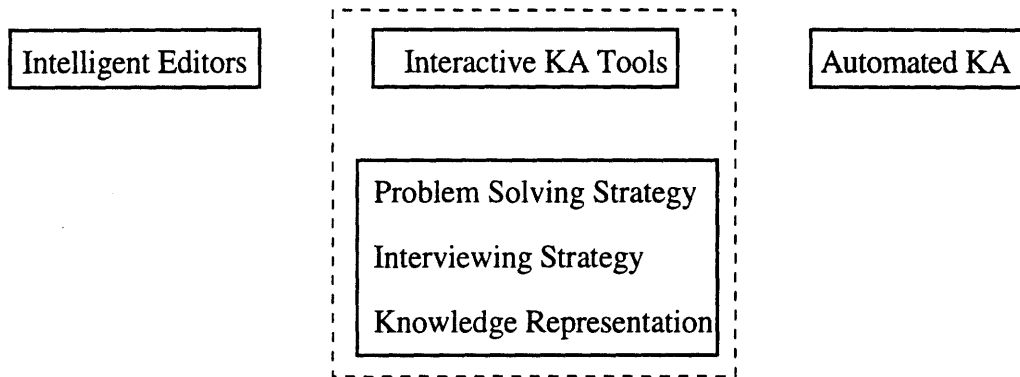 Intelligent Editors
Interactive KA Tools
Automated KA
Problem Solving Strategy
Interviewing Strategy
Knowledge Representation